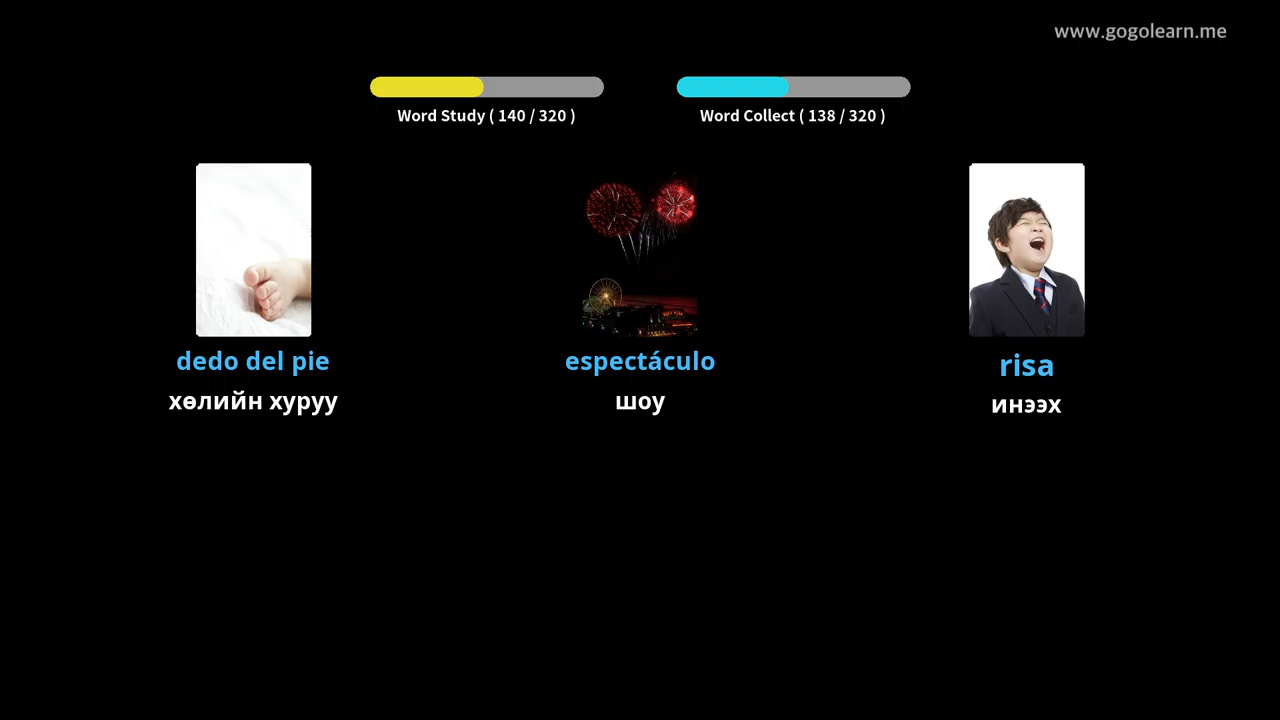 www.gogolearn.me
Word Study ( 140 / 320 )
Word Collect ( 138 / 320 )
dedo del pie
хөлийн хуруу
espectáculo
шоу
risa
инээх